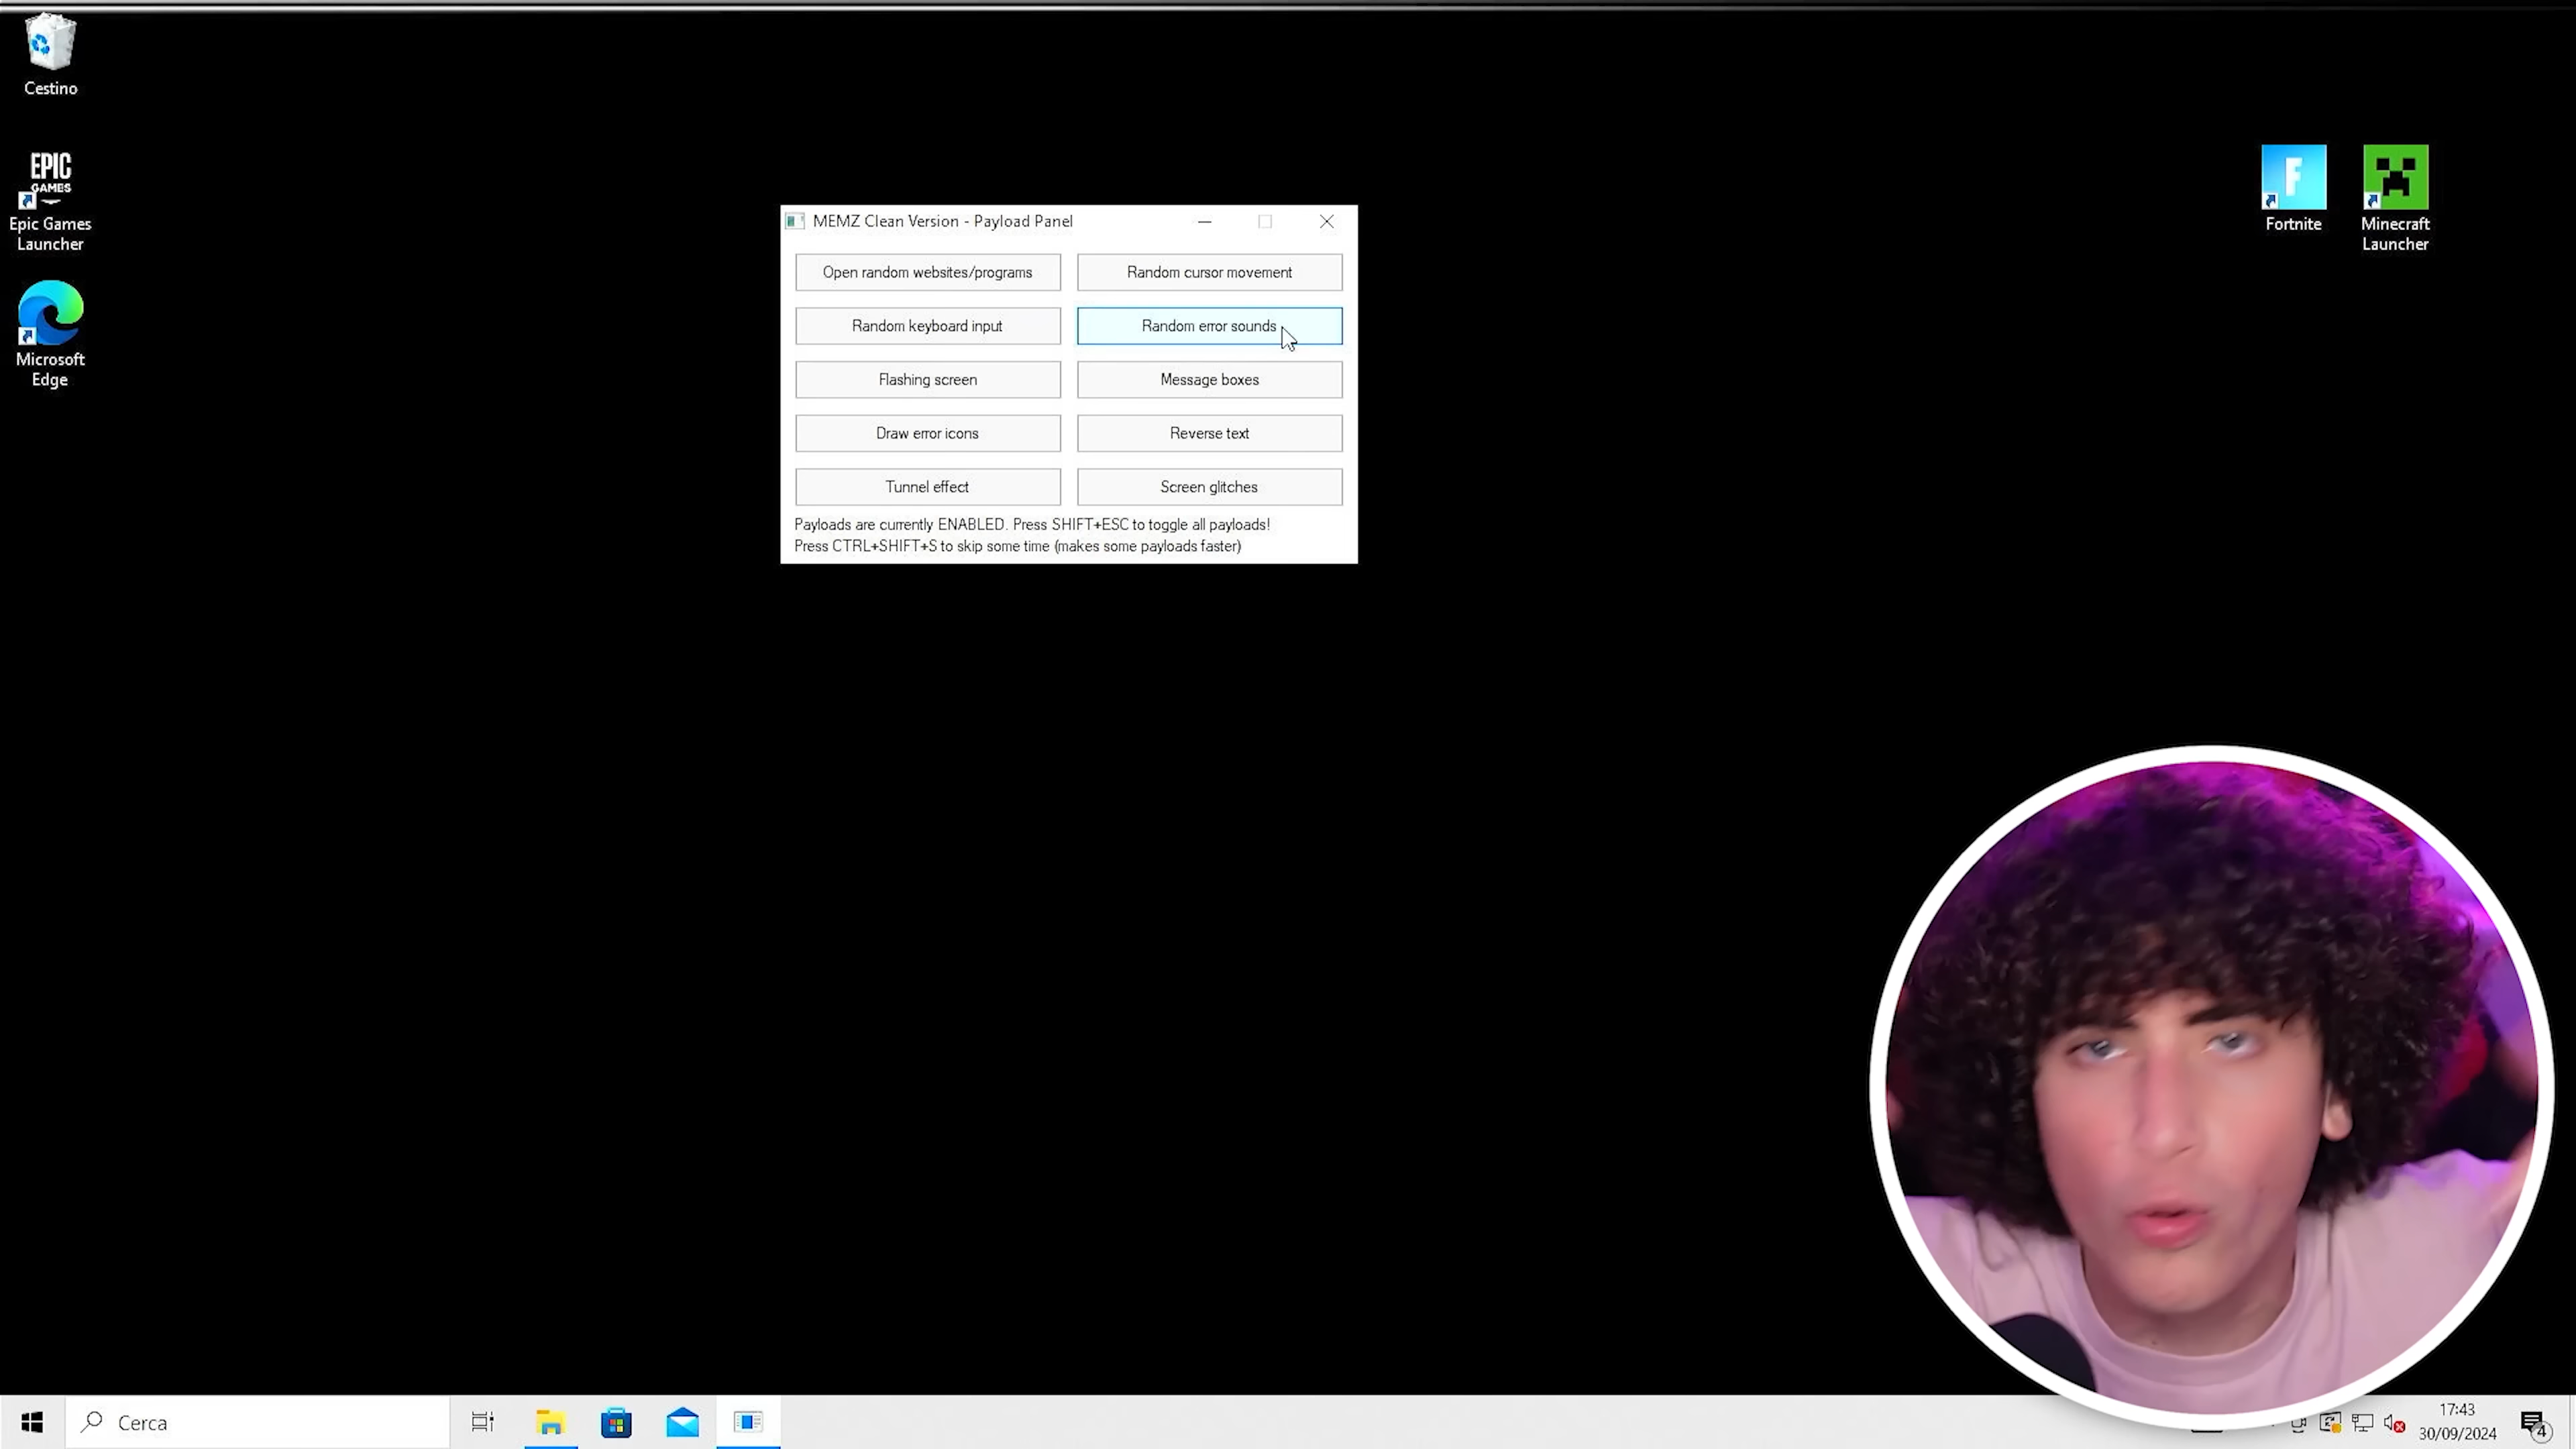 Cestino
EPIC
GAMES
Epic Games
Launcher
Microsoft
Edge
F
Fortnite
Minecraft
Launcher
MEMZ Clean Version - Payload Panel
Open random websites/programs
Random cursor movement
Random keyboard input
Random error sounds
Flashing screen
Message boxes
Draw error icons
Reverse text
Tunnel effect
Screen glitches
Payloads are currently ENABLED. Press SHIFT+ESC to toggle all payloads!
Press CTRL+SHIFT+S to skip some time (makes some payloads faster)
Cerca
17:43
30/09/2024
4